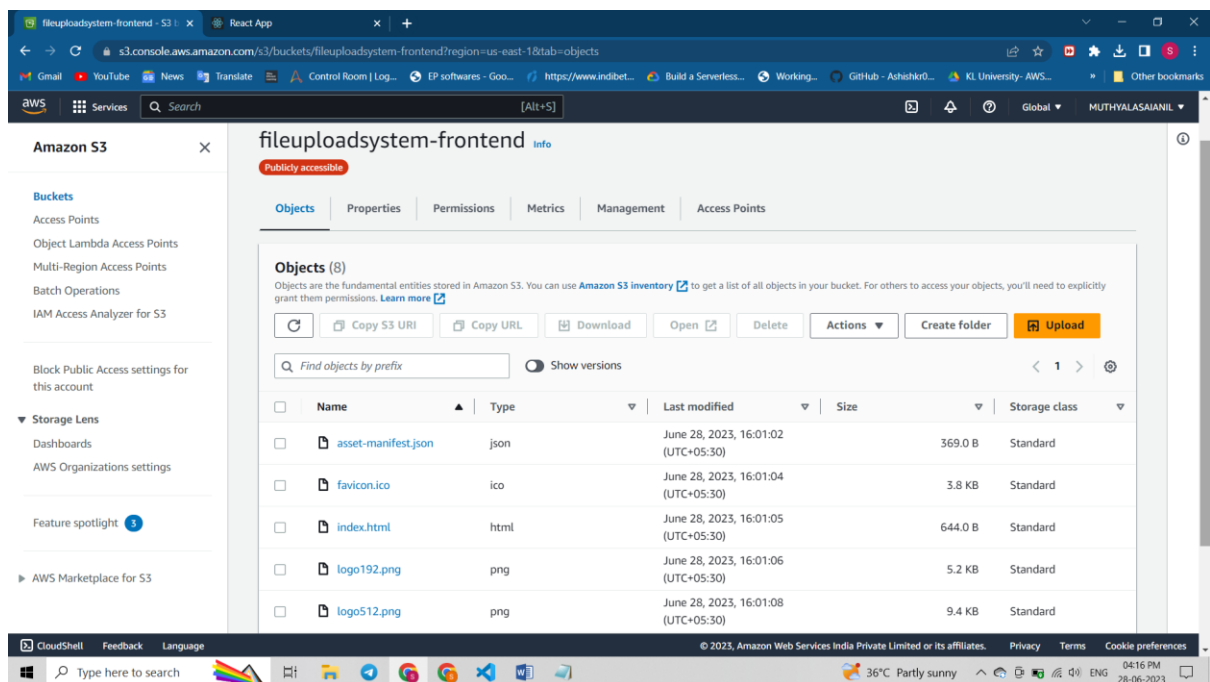 fileuploadsystem-frontend - S3 b
React App
s3.console.aws.amazon.com/s3/buckets/fileuploadsystem-frontend?region=us-east-1&tab=objects
Gmail YouTube News Translate Control Room | Log... EP softwares - Goo... https://www.indibet... Build a Serverless... Working... GitHub - Ashishkr0... KL University- AWS... » Other bookmarks
aws Services Search [Alt+S] Global ▼ MUTHYALASAIANIL ▼
Amazon S3
Buckets
Access Points
Object Lambda Access Points
Multi-Region Access Points
Batch Operations
IAM Access Analyzer for S3
Block Public Access settings for
this account
Storage Lens
Dashboards
AWS Organizations settings
Feature spotlight 3
AWS Marketplace for S3
fileuploadsystem-frontend Info
Publicly accessible
Objects Properties Permissions Metrics Management Access Points
Objects (8)
Objects are the fundamental entities stored in Amazon S3. You can use Amazon S3 inventory to get a list of all objects in your bucket. For others to access your objects, you'll need to explicitly
grant them permissions. Learn more
Copy S3 URI Copy URL Download Open Delete Actions ▼ Create folder Upload
Find objects by prefix Show versions < 1 >
Name ▲ Type Last modified Size Storage class
asset-manifest.json json June 28, 2023, 16:01:02 369.0 B Standard
(UTC+05:30)
favicon.ico ico June 28, 2023, 16:01:04 3.8 KB Standard
(UTC+05:30)
index.html html June 28, 2023, 16:01:05 644.0 B Standard
(UTC+05:30)
logo192.png png June 28, 2023, 16:01:06 5.2 KB Standard
(UTC+05:30)
logo512.png png June 28, 2023, 16:01:08 9.4 KB Standard
(UTC+05:30)
CloudShell Feedback Language © 2023, Amazon Web Services India Private Limited or its affiliates. Privacy Terms Cookie preferences
Type here to search 36°C Partly sunny ENG 04:16 PM
28-06-2023